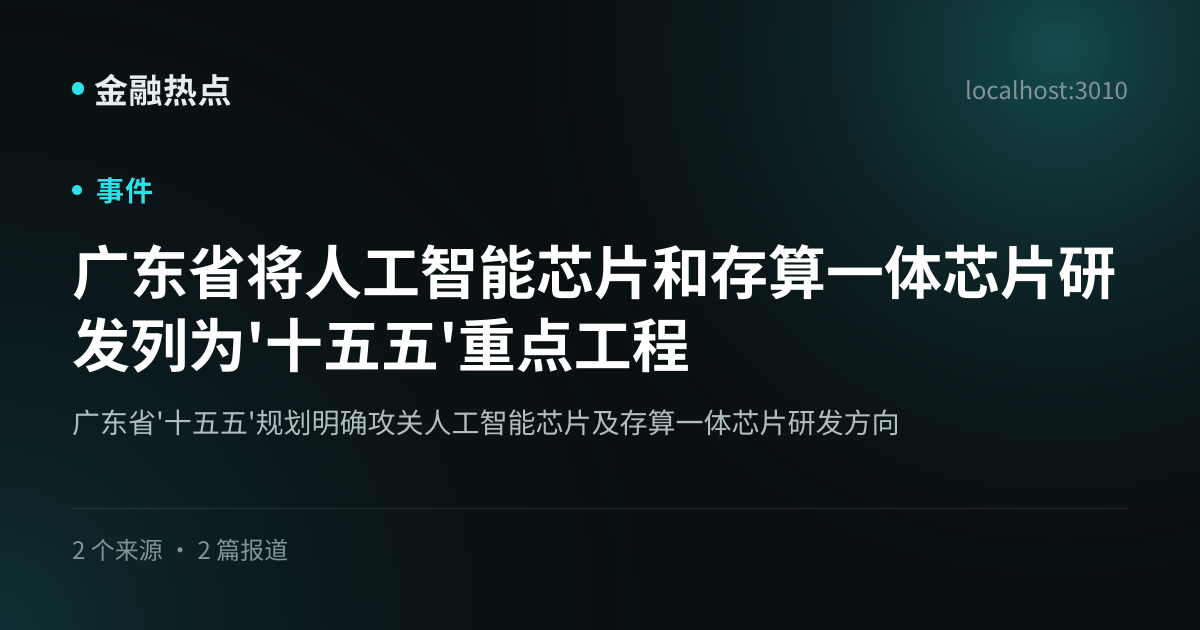 金融热点
localhost:3010
事件
广东省将人工智能芯片和存算一体芯片研
发列为'十五五'重点工程
广东省'十五五'规划明确攻关人工智能芯片及存算一体芯片研发方向
2 个来源 • 2 篇报道